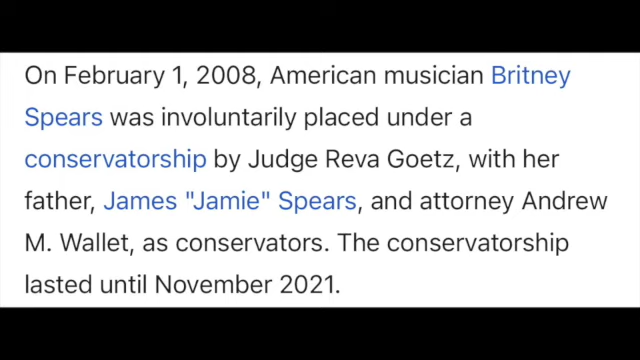 On February 1, 2008, American musician Britney
Spears was involuntarily placed under a
conservatorship by Judge Reva Goetz, with her
father, James "Jamie" Spears, and attorney Andrew
M. Wallet, as conservators. The conservatorship
lasted until November 2021.